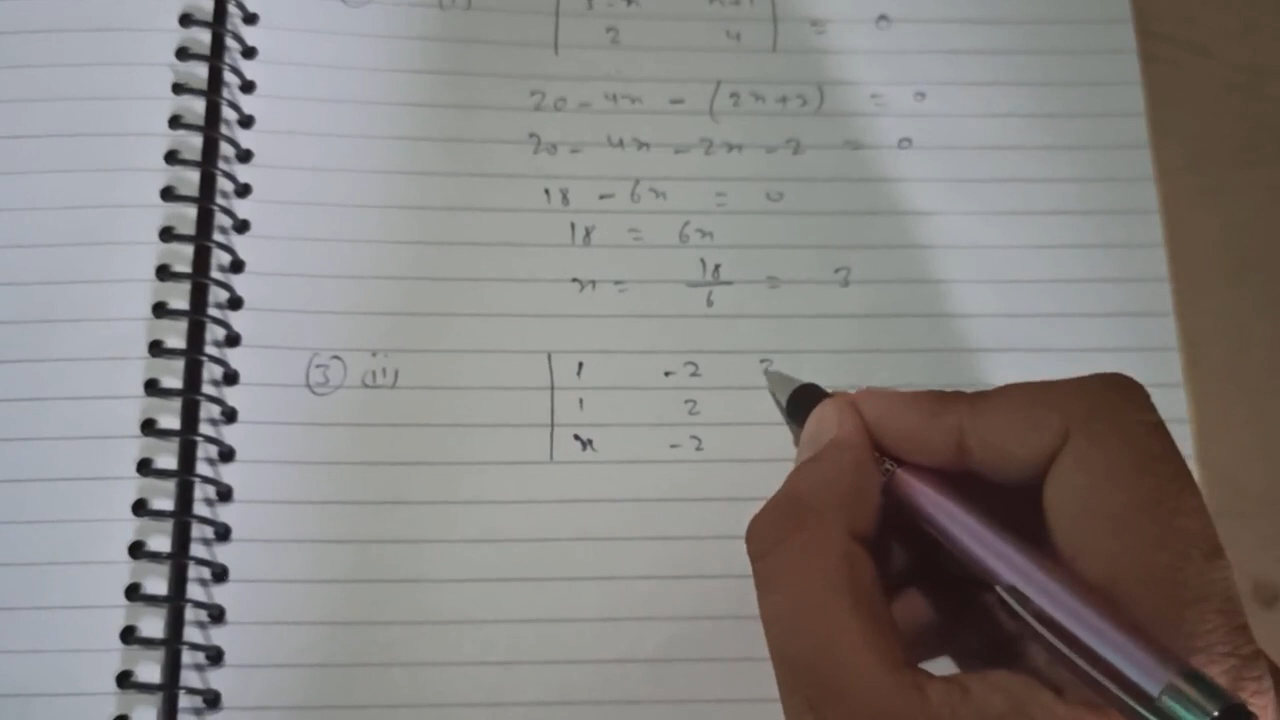 2 4 = 0
20 - 4x - (2x+2) = 0
20 - 4x - 2x - 2 = 0
18 - 6x = 0
18 = 6x
x = 18/6 = 3
③ (ii) | 1 -2
1 2
x -2